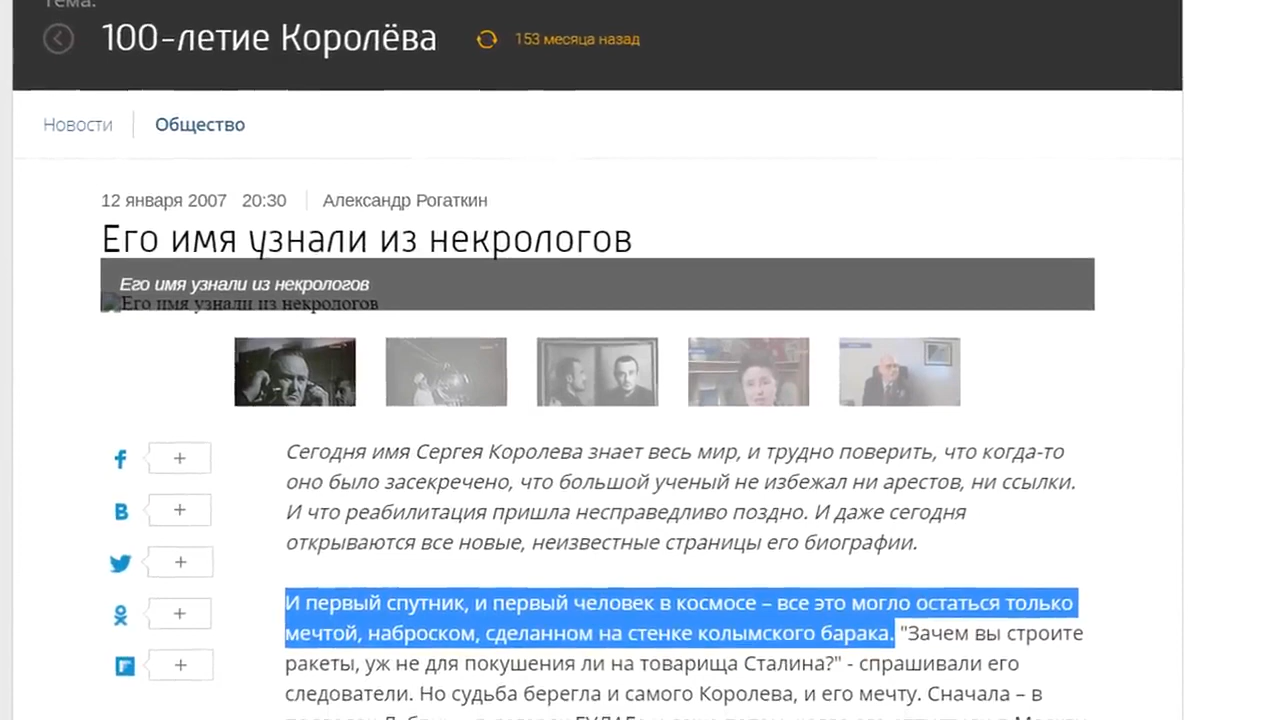 Тема:
100-летие Королёва
153 месяца назад
Новости
Общество
12 января 2007 20:30
Александр Рогаткин
Его имя узнали из некрологов
Его имя узнали из некрологов
Его имя узнали из некрологов
Сегодня имя Сергея Королева знает весь мир, и трудно поверить, что когда-то
оно было засекречено, что большой ученый не избежал ни арестов, ни ссылки.
И что реабилитация пришла несправедливо поздно. И даже сегодня
открываются все новые, неизвестные страницы его биографии.
И первый спутник, и первый человек в космосе – все это могло остаться только
мечтой, наброском, сделанном на стенке колымского барака. "Зачем вы строите
ракеты, уж не для покушения ли на товарища Сталина?" - спрашивали его
следователи. Но судьба берегла и самого Королева, и его мечту. Сначала – в